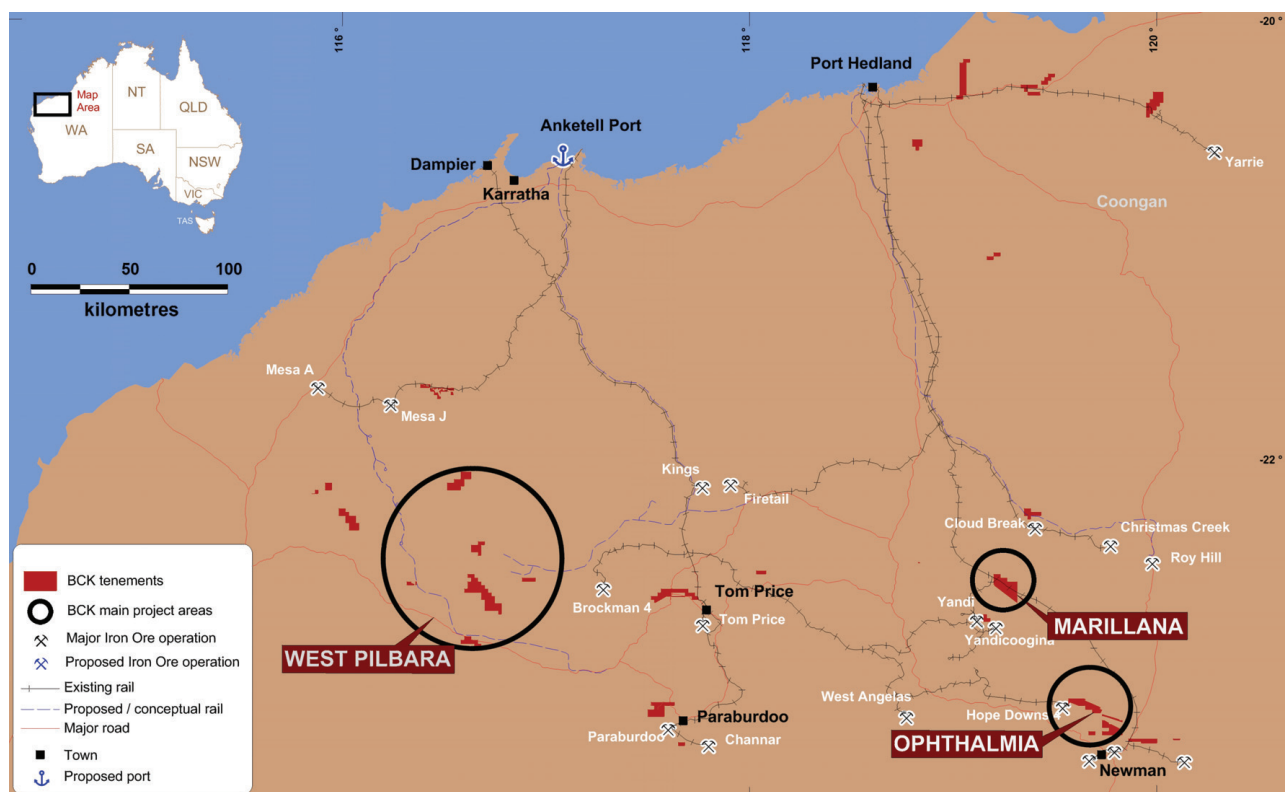 116 °
118 °
120 °
-20 °
NT
QLD
Map
Area
WA
SA
NSW
VIC
TAS
Port Hedland
Anketell Port
Dampier
Karratha
Yarrie
Coongan
0 50 100
kilometres
Mesa A
Mesa J
-22 °
Kings
Firetail
Cloud Break
Christmas Creek
Roy Hill
Brockman 4
Tom Price
Tom Price
Yandi
Yandicoogina
MARILLANA
WEST PILBARA
West Angelas
Hope Downs 4
Paraburdoo
Paraburdoo
Channar
OPHTHALMIA
Newman
BCK tenements
BCK main project areas
Major Iron Ore operation
Proposed Iron Ore operation
Existing rail
Proposed / conceptual rail
Major road
Town
Proposed port